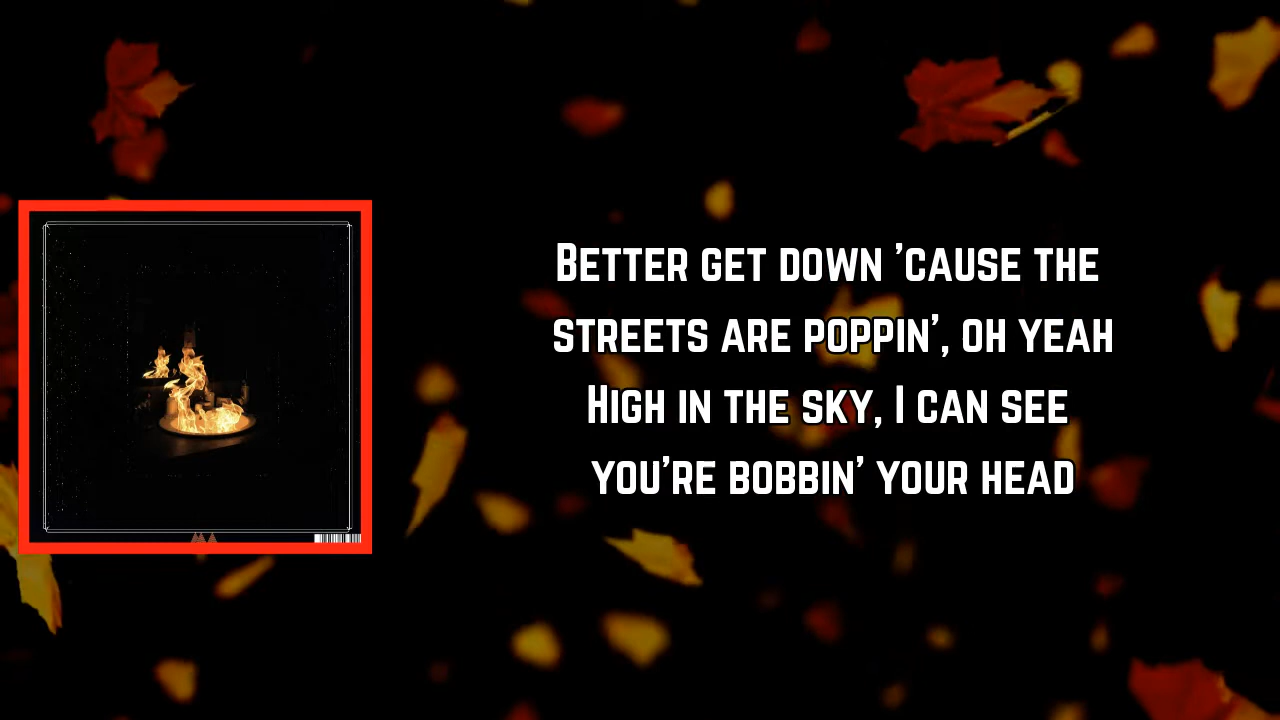 Better get down 'cause the
streets are poppin', oh yeah
High in the sky, I can see
you're bobbin' your head